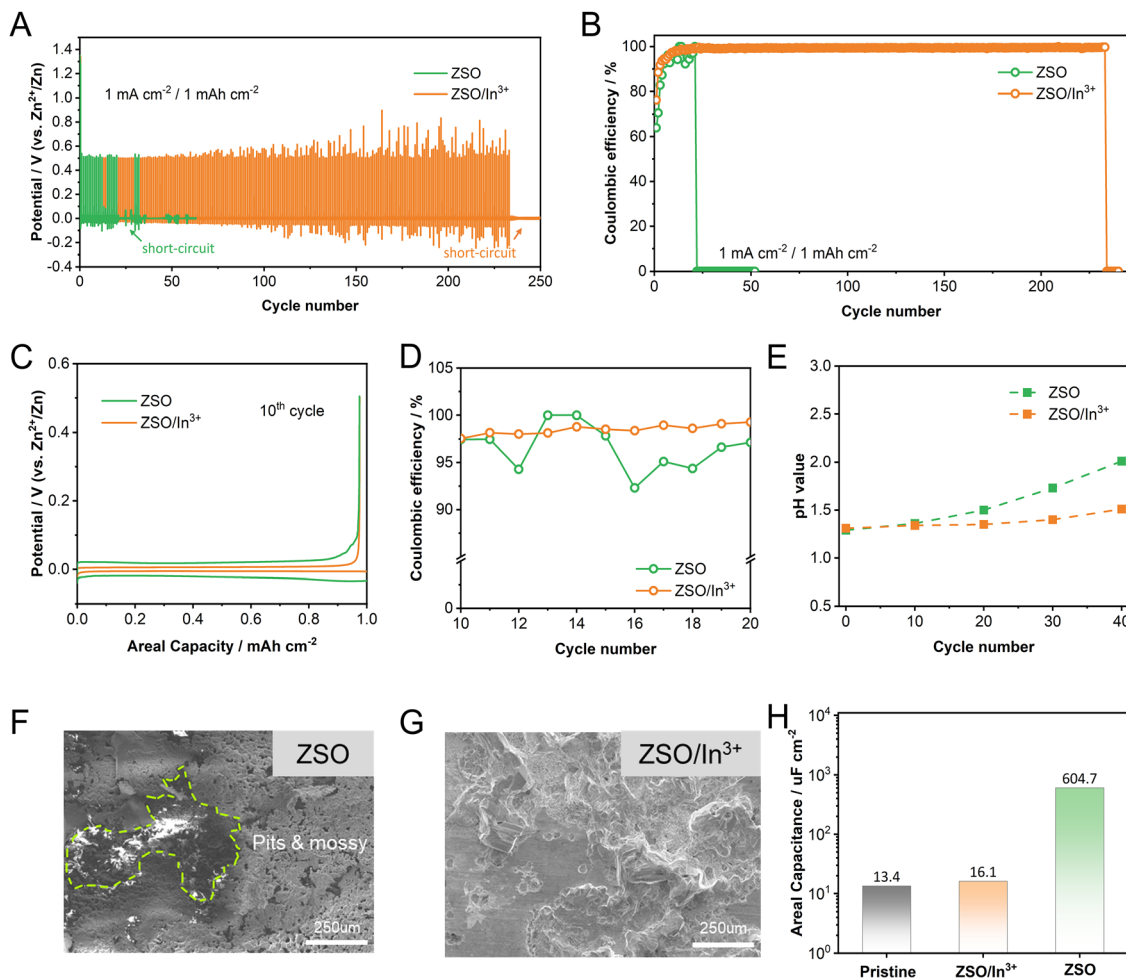 A
Potential / V (vs. Zn²⁺/Zn)
1.4
1.2
1.0
0.8
0.6
0.4
0.2
0.0
-0.2
-0.4
ZSO
ZSO/In³⁺
1 mA cm⁻² / 1 mAh cm⁻²
short-circuit
short-circuit
0
50
100
150
200
250
Cycle number
B
Coulombic efficiency / %
100
80
60
40
20
0
ZSO
ZSO/In³⁺
1 mA cm⁻² / 1 mAh cm⁻²
0
50
100
150
200
Cycle number
C
Potential / V (vs. Zn²⁺/Zn)
0.6
0.4
0.2
0.0
ZSO
ZSO/In³⁺
10ᵗʰ cycle
0.0
0.2
0.4
0.6
0.8
1.0
Areal Capacity / mAh cm⁻²
D
Coulombic efficiency / %
105
100
95
90
0
ZSO
ZSO/In³⁺
10
12
14
16
18
20
Cycle number
E
pH value
3.0
2.5
2.0
1.5
1.0
0.5
ZSO
ZSO/In³⁺
0
10
20
30
40
Cycle number
F
ZSO
Pits & mossy
250um
G
ZSO/In³⁺
250um
H
Areal Capacitance / uF cm⁻²
10⁴
10³
10²
10¹
10⁰
13.4
16.1
604.7
Pristine
ZSO/In³⁺
ZSO